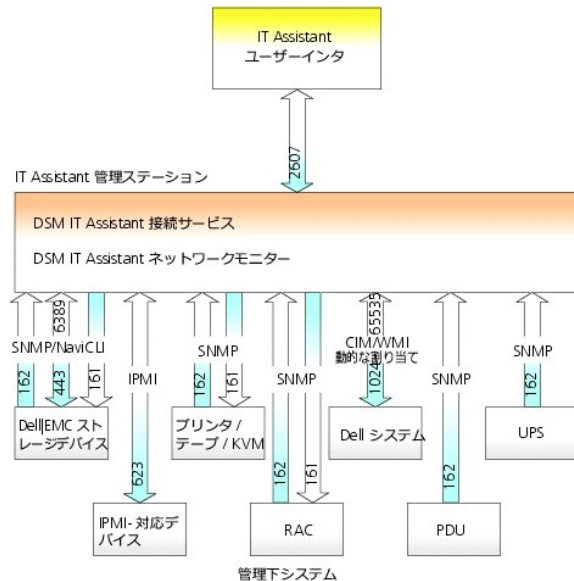 IT Assistant
ユーザーインタ
2607
IT Assistant 管理ステーション
DSM IT Assistant 接続サービス
DSM IT Assistant ネットワークモニター
6389
65535
SNMP/NaviCLI
SNMP
CIM/WMI
動的な割り当て
SNMP
162
443
161
IPMI
162
161
SNMP
1024
SNMP
162
Dell|EMC スト
レージデバイス
プリンタ /
テープ / KVM
Dell システム
UPS
623
162
161
162
IPMI- 対応デ
バイス
RAC
PDU
管理下システム